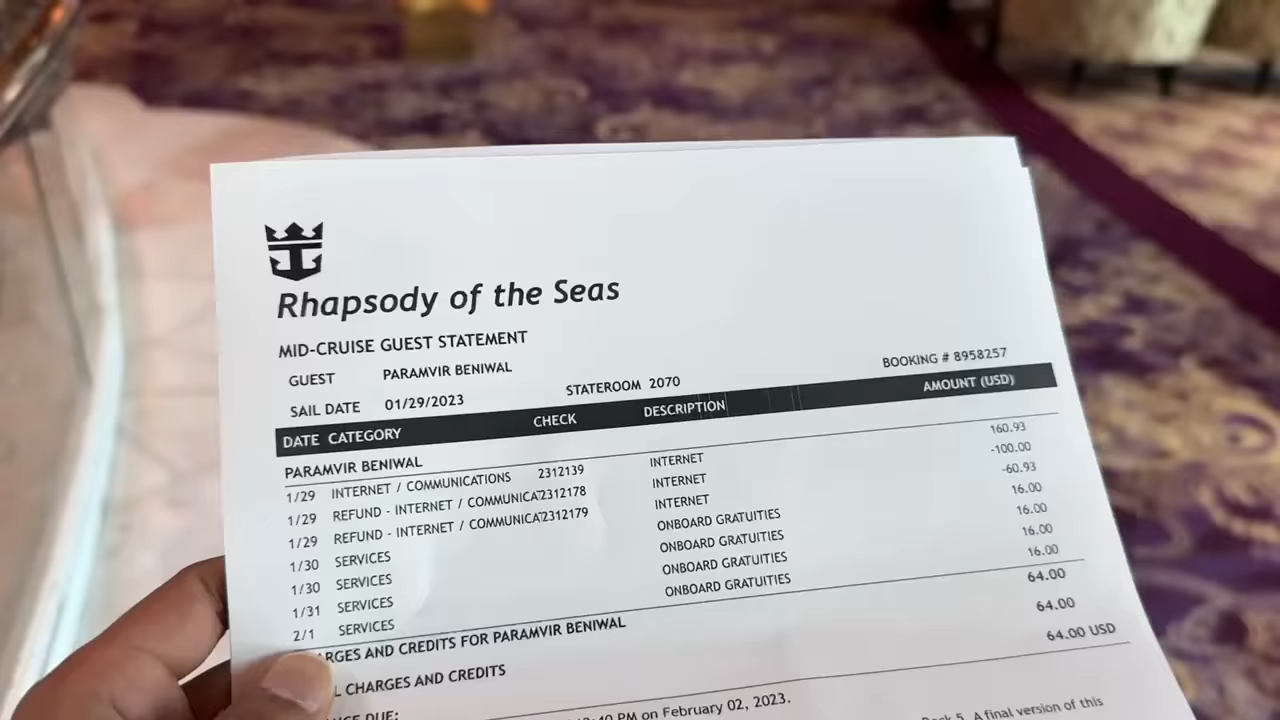 Rhapsody of the Seas
MID-CRUISE GUEST STATEMENT
GUEST PARAMVIR BENIWAL
SAIL DATE 01/29/2023 STATEROOM 2070 BOOKING # 8958257
DATE CATEGORY CHECK DESCRIPTION AMOUNT (USD)
PARAMVIR BENIWAL
1/29 INTERNET / COMMUNICATIONS 2312139 INTERNET 160.93
1/29 REFUND - INTERNET / COMMUNICA 2312178 INTERNET -100.00
1/29 REFUND - INTERNET / COMMUNICA 2312179 INTERNET -60.93
1/30 SERVICES ONBOARD GRATUITIES 16.00
1/30 SERVICES ONBOARD GRATUITIES 16.00
1/31 SERVICES ONBOARD GRATUITIES 16.00
2/1 SERVICES ONBOARD GRATUITIES 16.00
ARGES AND CREDITS FOR PARAMVIR BENIWAL 64.00
L CHARGES AND CREDITS 64.00
DUE: 64.00 USD
PM on February 02, 2023.
Deck 5. A final version of this